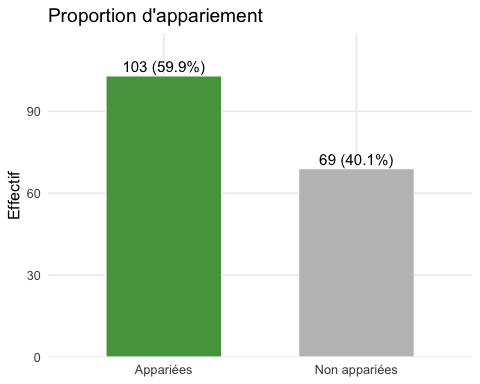 Proportion d'appariement
103 (59.9%)
69 (40.1%)
90
60
30
0
Effectif
Appariées
Non appariées